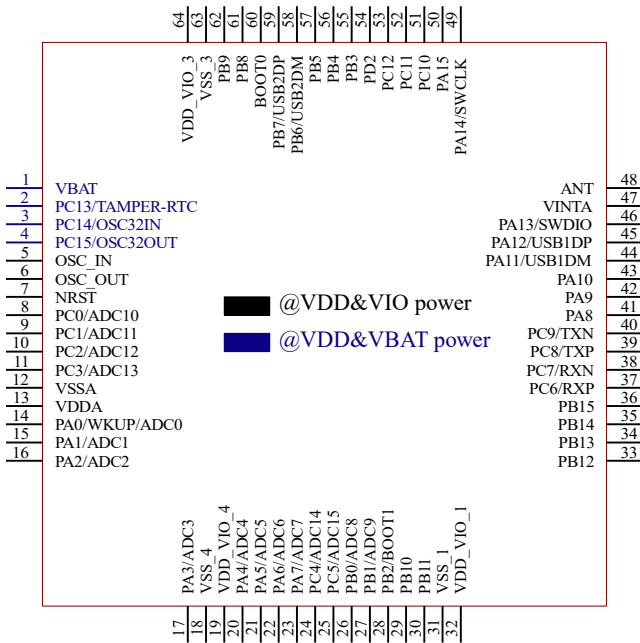 64 63 62 61 60 59 58 57 56 55 54 53 52 51 50 49
VDD_VIO_3
VSS_3
PB9
PB8
BOOT0
PB7/USB2DP
PB6/USB2DM
PB5
PB4
PB3
PD2
PC12
PC11
PC10
PA15
PA14/SWCLK
1 VBAT
2 PC13/TAMPER-RTC
3 PC14/OSC32IN
4 PC15/OSC32OUT
5 OSC_IN
6 OSC_OUT
7 NRST
8 PC0/ADC10
9 PC1/ADC11
10 PC2/ADC12
11 PC3/ADC13
12 VSSA
13 VDDA
14 PA0/WKUP/ADC0
15 PA1/ADC1
16 PA2/ADC2
@VDD&VIO power
@VDD&VBAT power
ANT 48
VINTA 47
PA13/SWDIO 46
PA12/USB1DP 45
PA11/USB1DM 44
PA10 43
PA9 42
PA8 41
PC9/TXN 40
PC8/TXP 39
PC7/RXN 38
PC6/RXP 37
PB15 36
PB14 35
PB13 34
PB12 33
PA3/ADC3
VSS_4
VDD_VIO_4
PA4/ADC4
PA5/ADC5
PA6/ADC6
PA7/ADC7
PC4/ADC14
PC5/ADC15
PB0/ADC8
PB1/ADC9
PB2/BOOT1
PB10
PB11
VSS_1
VDD_VIO_1
17 18 19 20 21 22 23 24 25 26 27 28 29 30 31 32